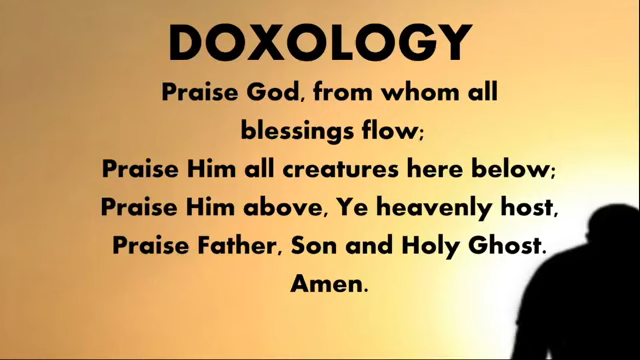 DOXOLOGY
Praise God, from whom all
blessings flow;
Praise Him all creatures here below;
Praise Him above, Ye heavenly host,
Praise Father, Son and Holy Ghost.
Amen.